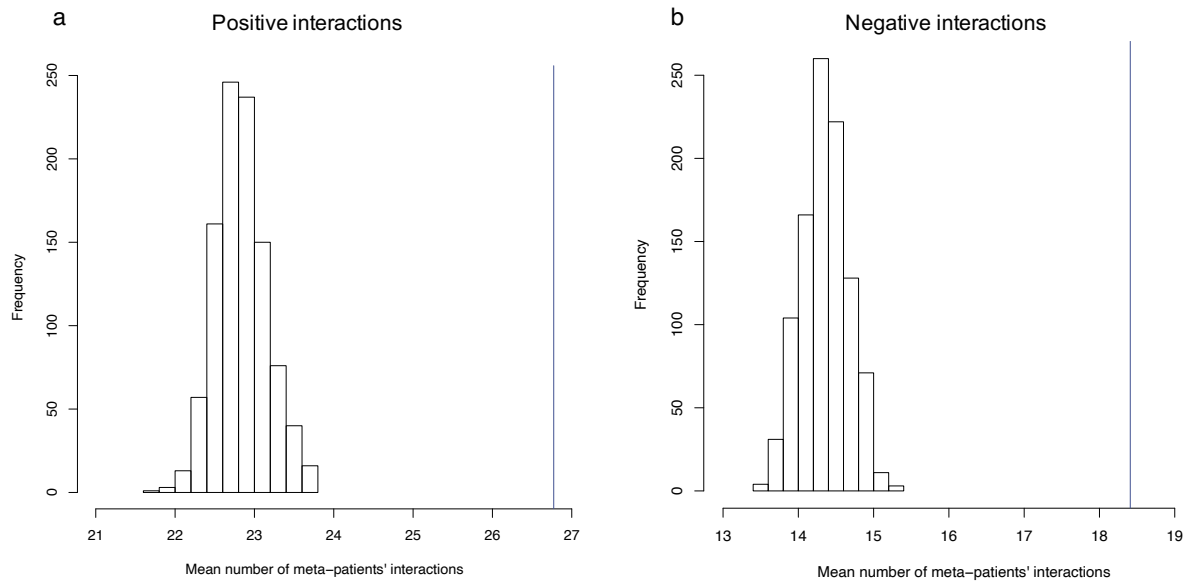 a
Positive interactions
250
200
150
100
50
0
Frequency
21 22 23 24 25 26 27
Mean number of meta−patients' interactions
b
Negative interactions
250
200
150
100
50
0
Frequency
13 14 15 16 17 18 19
Mean number of meta−patients' interactions